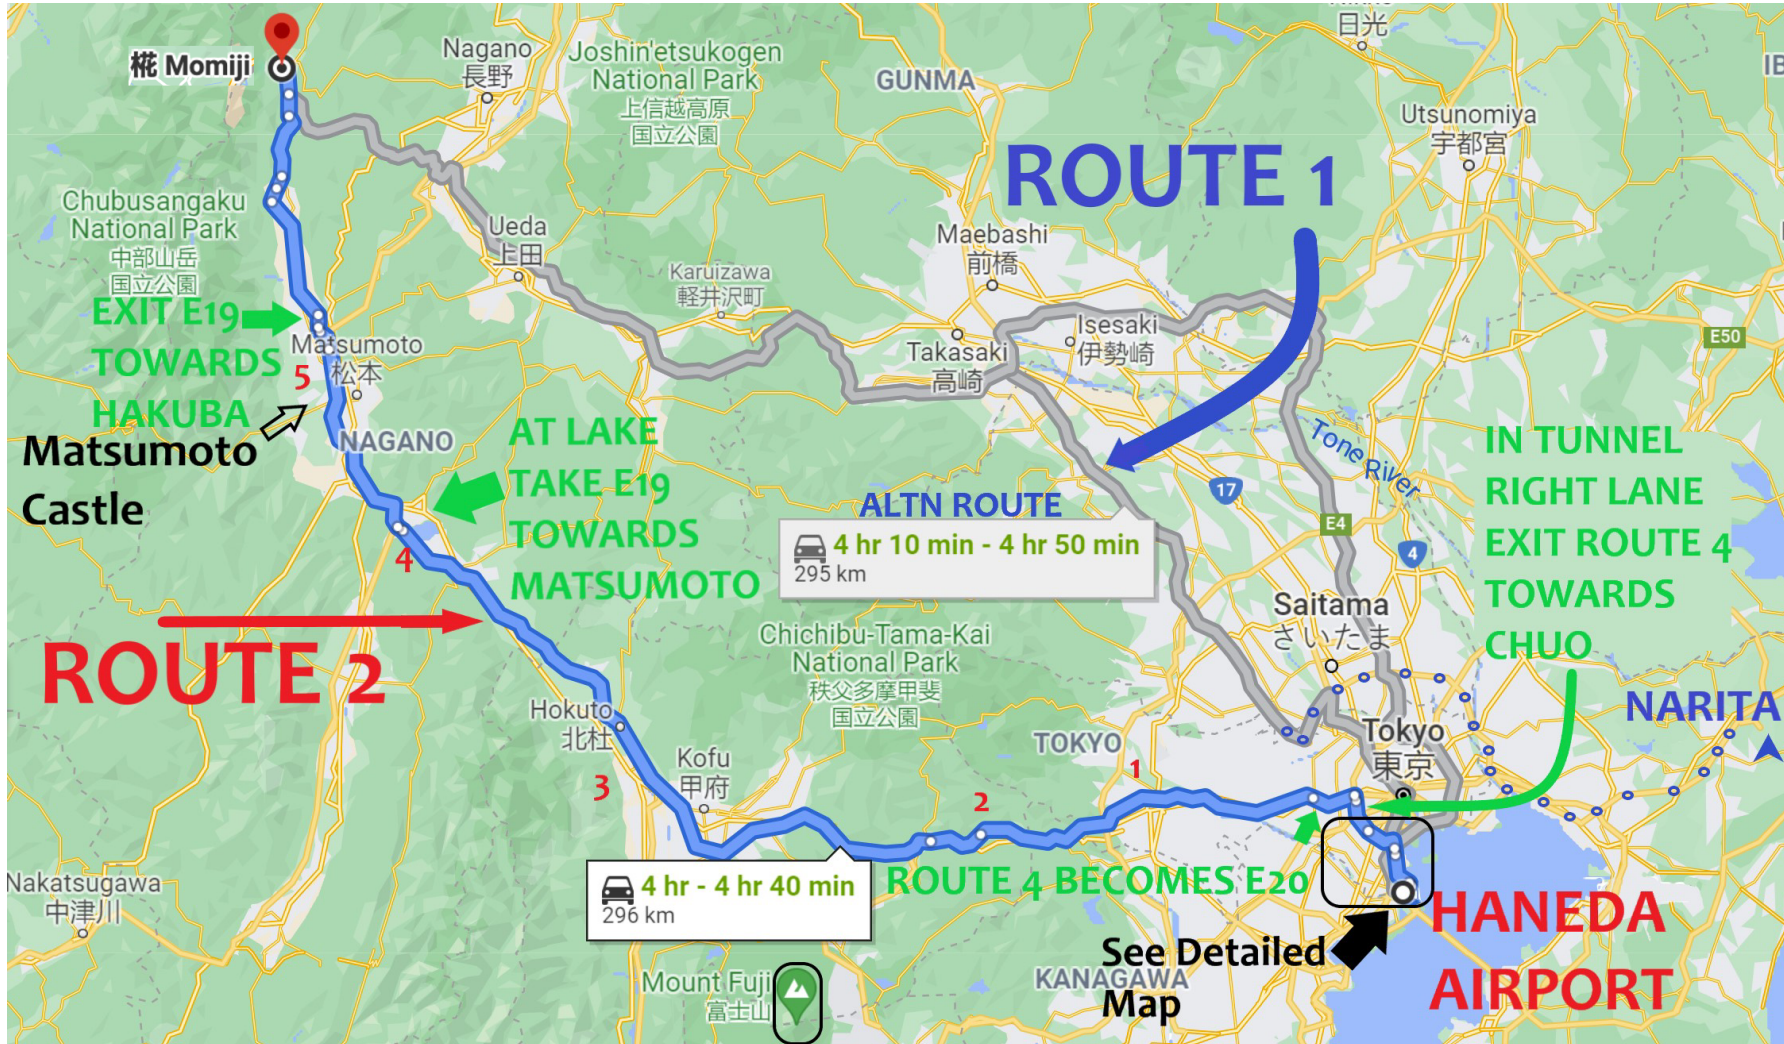 Nikko
日光
椛 Momiji
Nagano
長野
Joshin'etsukogen
National Park
上信越高原
国立公園
GUNMA
IB
Utsunomiya
宇都宮
ROUTE 1
Chubusangaku
National Park
中部山岳
国立公園
Ueda
上田
Karuizawa
軽井沢町
Maebashi
前橋
EXIT E19
TOWARDS
HAKUBA
Matsumoto
松本
5
Takasaki
高崎
Isesaki
伊勢崎
E50
Matsumoto
Castle
NAGANO
AT LAKE
TAKE E19
TOWARDS
MATSUMOTO
Tone River
IN TUNNEL
RIGHT LANE
EXIT ROUTE 4
TOWARDS
CHUO
17
ALTN ROUTE
4 hr 10 min - 4 hr 50 min
295 km
E4
4
4
ROUTE 2
Saitama
さいたま
Chichibu-Tama-Kai
National Park
秩父多摩甲斐
国立公園
Hokuto
北杜
NARITA
Kofu
甲府
3
2
TOKYO
1
Tokyo
東京
4 hr - 4 hr 40 min
296 km
ROUTE 4 BECOMES E20
Nakatsugawa
中津川
HANEDA
AIRPORT
See Detailed
Map
KANAGAWA
Mount Fuji
富士山